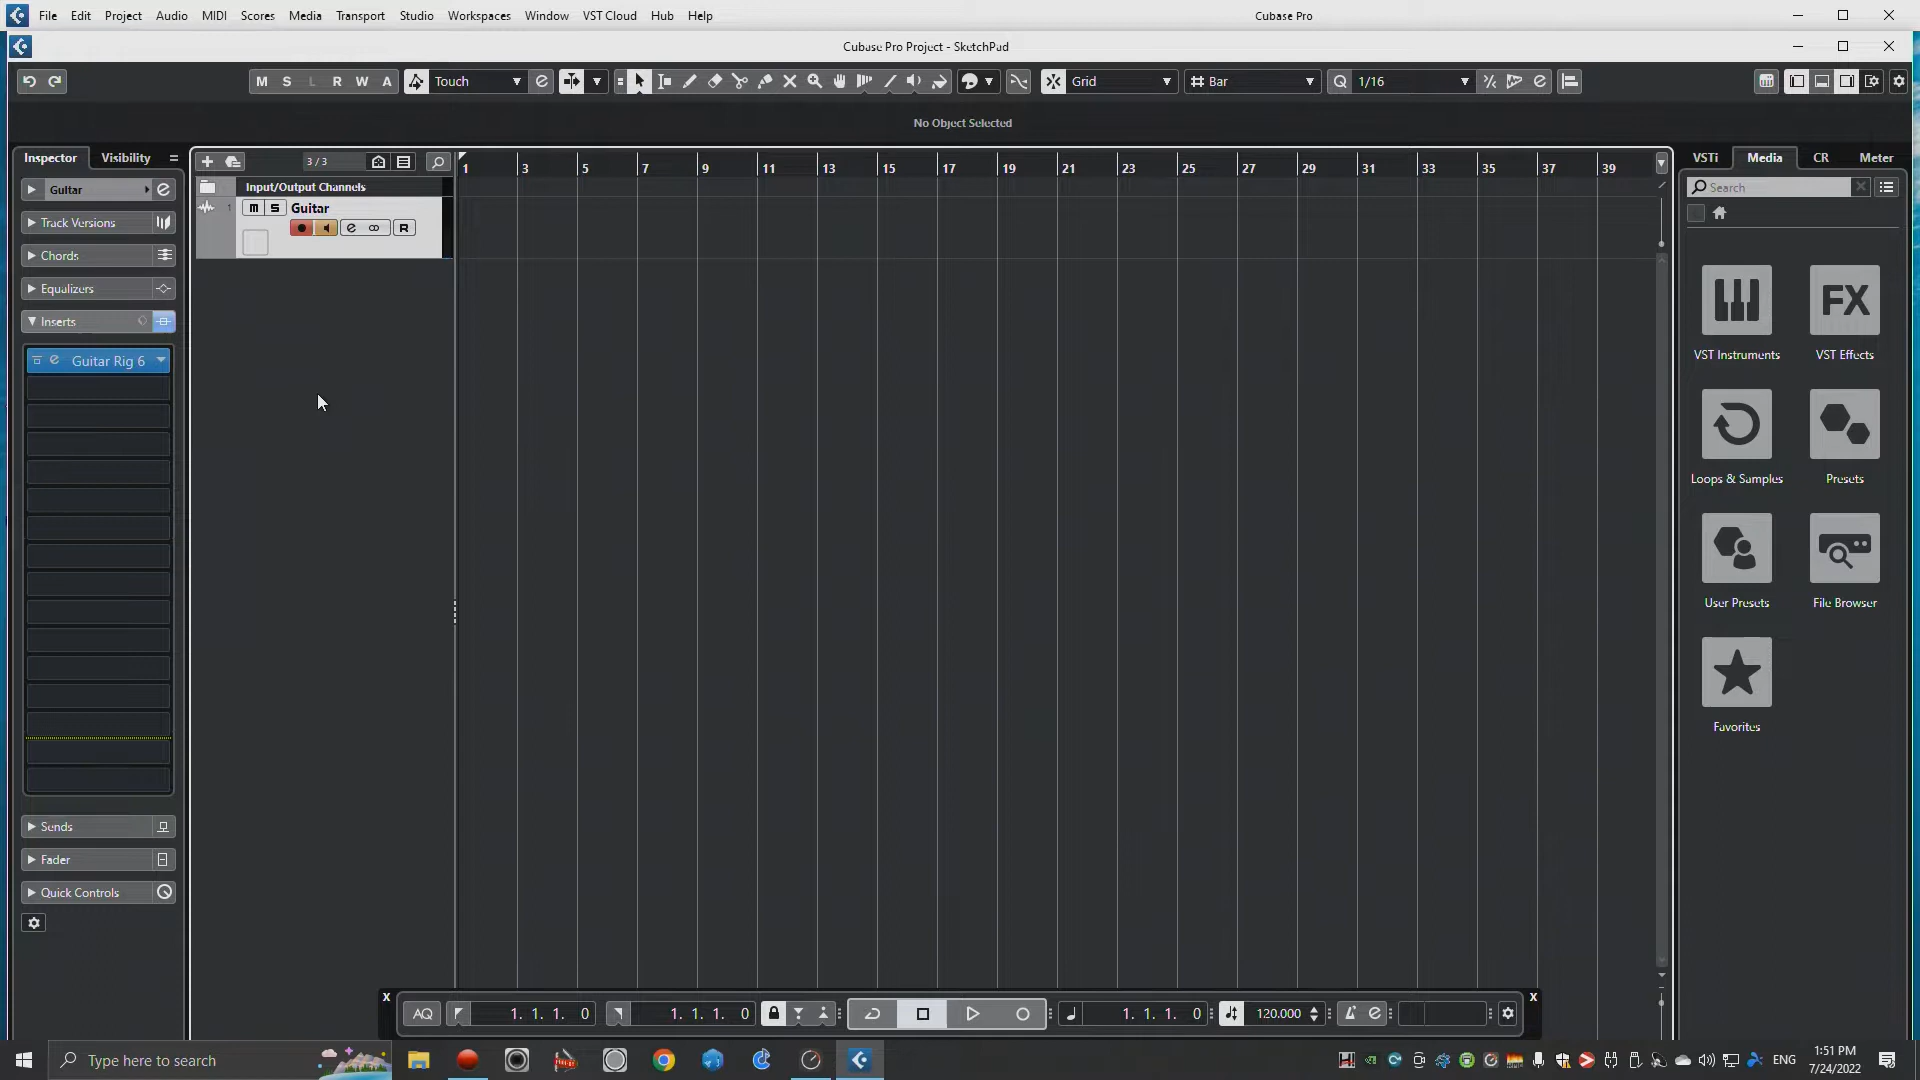 File Edit Project Audio MIDI Scores Media Transport Studio Workspaces Window VST Cloud Hub Help Cubase Pro
Cubase Pro Project - SketchPad
M S L R W A Touch Grid Bar Q 1/16
No Object Selected
Inspector Visibility
3 / 3
1 3 5 7 9 11 13 15 17 19 21 23 25 27 29 31 33 35 37 39
VSTi Media CR Meter
Input/Output Channels
Search
Guitar
1 m S Guitar
R
Track Versions
Chords
Equalizers
Inserts
Guitar Rig 6
FX
VST Instruments VST Effects
Loops & Samples Presets
User Presets File Browser
Favorites
Sends
Fader
Quick Controls
X X
AQ 1. 1. 1. 0 1. 1. 1. 0 1. 1. 1. 0 120.000
Type here to search
ENG
1:51 PM
7/24/2022